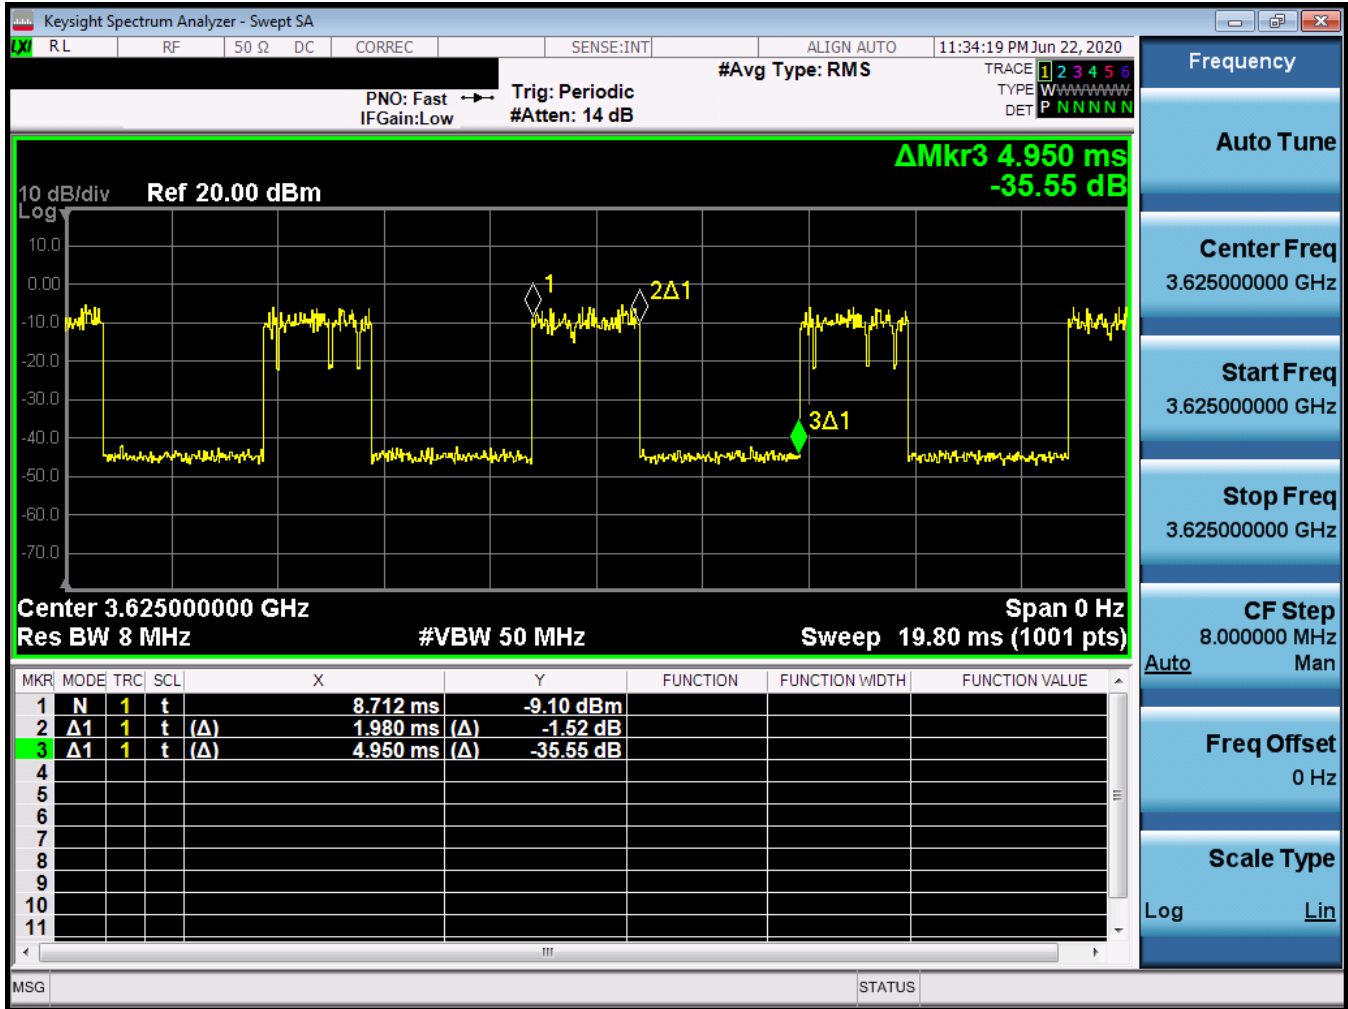 Keysight Spectrum Analyzer - Swept SA
LXI RL RF 50 Ω DC CORREC SENSE:INT ALIGN AUTO 11:34:19 PM Jun 22, 2020
PNO: Fast
IFGain:Low
Trig: Periodic
#Atten: 14 dB
#Avg Type: RMS
TRACE 1 2 3 4 5 6
TYPE WWWWWW
DET P N N N N N
ΔMkr3 4.950 ms
-35.55 dB
10 dB/div Ref 20.00 dBm
Log
10.0
0.00
-10.0
-20.0
-30.0
-40.0
-50.0
-60.0
-70.0
1
2Δ1
3Δ1
Center 3.625000000 GHz Span 0 Hz
Res BW 8 MHz #VBW 50 MHz Sweep 19.80 ms (1001 pts)
MKR MODE TRC SCL X Y FUNCTION FUNCTION WIDTH FUNCTION VALUE
1 N 1 t 8.712 ms -9.10 dBm
2 Δ1 1 t (Δ) 1.980 ms (Δ) -1.52 dB
3 Δ1 1 t (Δ) 4.950 ms (Δ) -35.55 dB
4
5
6
7
8
9
10
11
MSG STATUS
Frequency
Auto Tune
Center Freq
3.625000000 GHz
Start Freq
3.625000000 GHz
Stop Freq
3.625000000 GHz
CF Step
8.000000 MHz
Auto Man
Freq Offset
0 Hz
Scale Type
Log Lin